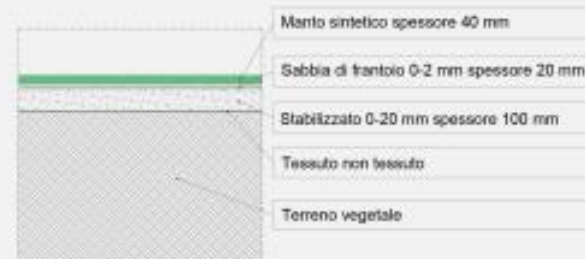 Manto sintetico spessore 40 mm
Sabbia di frantoio 0-2 mm spessore 20 mm
Stabilizzato 0-20 mm spessore 100 mm
Tessuto non tessuto
Terreno vegetale